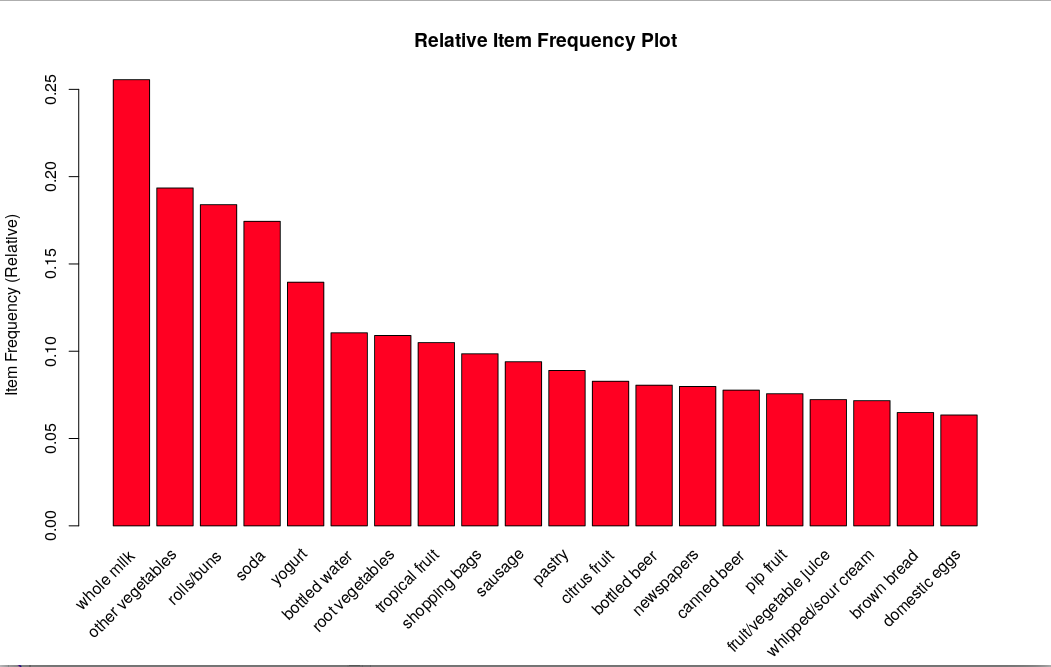 Relative Item Frequency Plot
Item Frequency (Relative)
0.25
0.20
0.15
0.10
0.05
0.00
whole milk
other vegetables
rolls/buns
soda
yogurt
bottled water
root vegetables
tropical fruit
shopping bags
sausage
pastry
citrus fruit
bottled beer
newspapers
canned beer
pip fruit
fruit/vegetable juice
whipped/sour cream
brown bread
domestic eggs